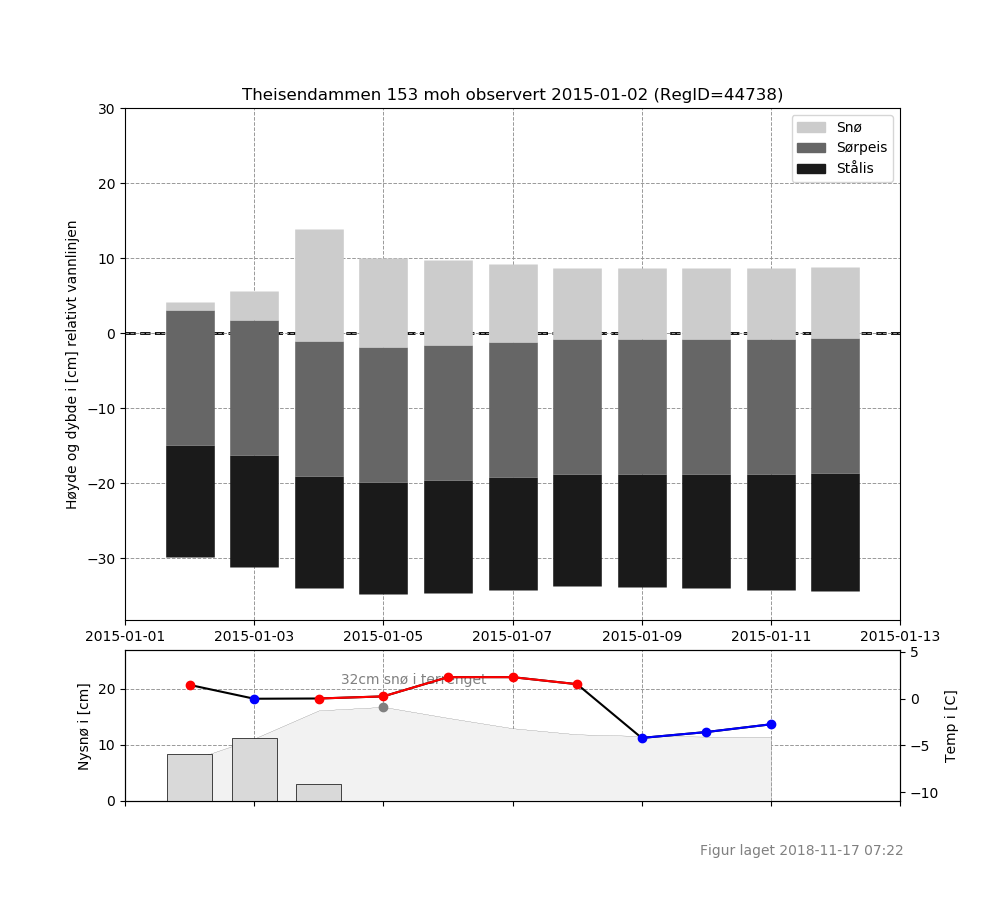 Theisendammen 153 moh observert 2015-01-02 (RegID=44738)
30
20
10
0
−10
−20
−30
Høyde og dybde i [cm] relativt vannlinjen
Snø
Sørpeis
Stålis
2015-01-01 2015-01-03 2015-01-05 2015-01-07 2015-01-09 2015-01-11 2015-01-13
20
10
0
Nysnø i [cm]
32cm snø i terrenget
5
0
−5
−10
Temp i [C]
Figur laget 2018-11-17 07:22